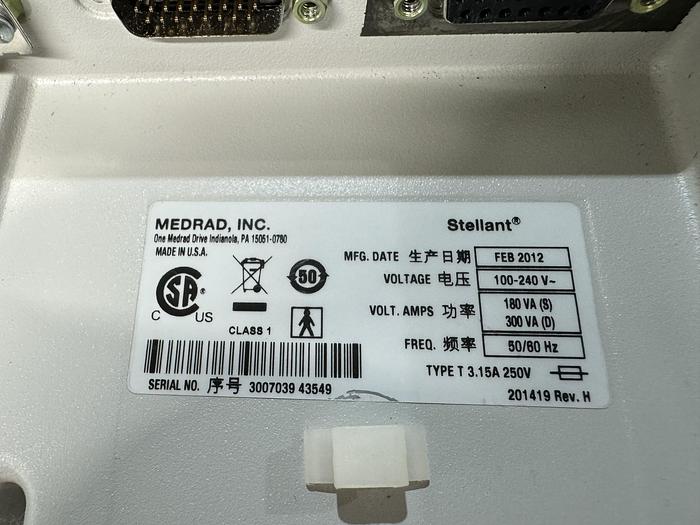 MEDRAD, INC.
One Medrad Drive Indianola, PA 15051-0780
MADE IN U.S.A.
Stellant®
MFG. DATE 生产日期 FEB 2012
VOLTAGE 电压 100-240 V~
VOLT. AMPS 功率 180 VA (S)
300 VA (D)
FREQ. 频率 50/60 Hz
TYPE T 3.15A 250V
201419 Rev. H
50
CSA®
C US
CLASS 1
SERIAL NO. 序号 3007039 43549